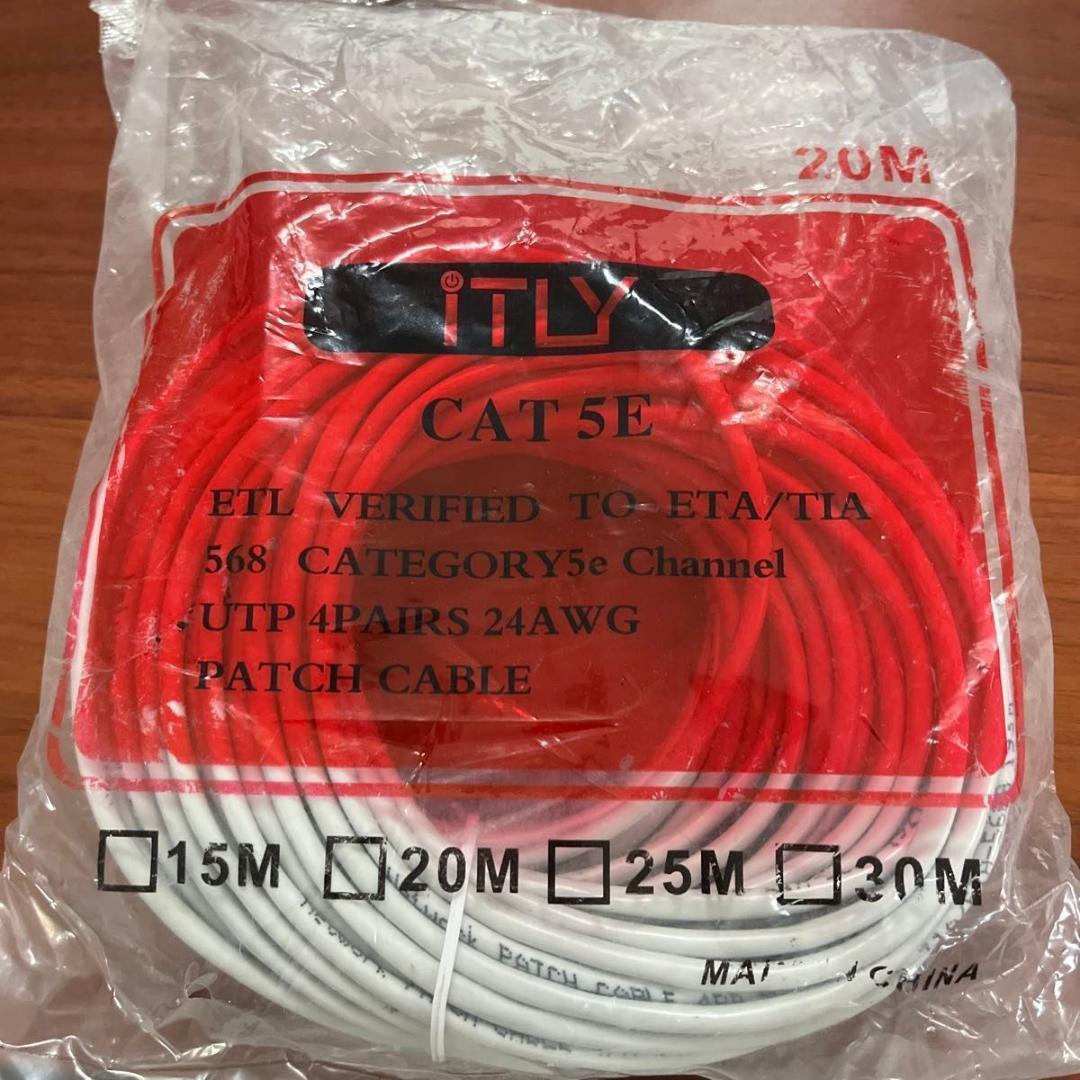 20M
iTLY
CAT 5E
ETL VERIFIED TO ETA/TIA
568 CATEGORY5e Channel
UTP 4PAIRS 24AWG
PATCH CABLE
15M 20M 25M 30M
PATCH CABLE
CHINA